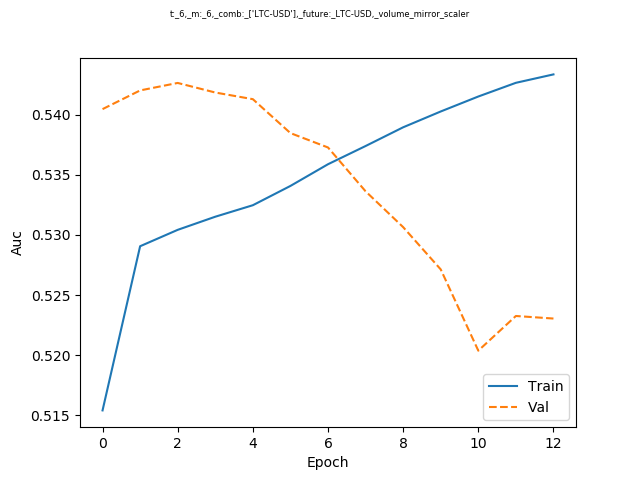 t:_6,_m:_6,_comb:_['LTC-USD'],_future:_LTC-USD,_volume_mirror_scaler
0.540
0.535
0.530
0.525
0.520
0.515
Auc
Train
Val
0 2 4 6 8 10 12
Epoch